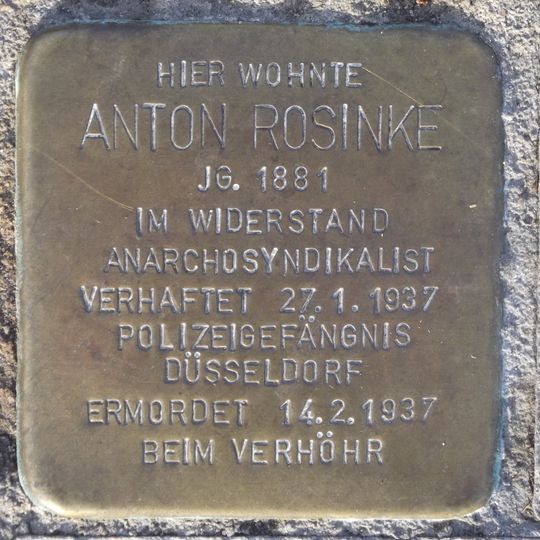 HIER WOHNTE
ANTON ROSINKE
JG. 1881
IM WIDERSTAND
ANARCHOSYNDIKALIST
VERHAFTET 27.1.1937
POLIZEIGEFÄNGNIS
DÜSSELDORF
ERMORDET 14.2.1937
BEIM VERHÖHR